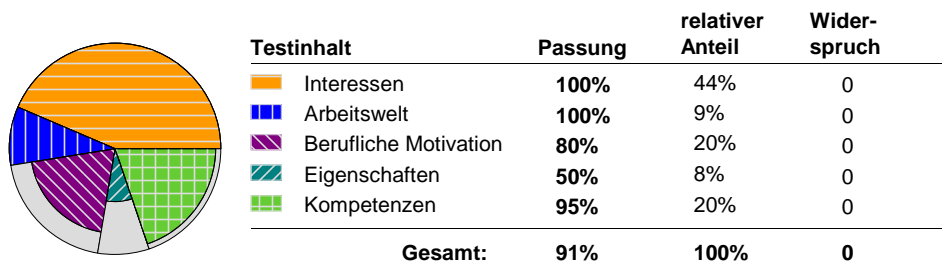 relativer Wider-
Testinhalt Passung Anteil spruch
Interessen 100% 44% 0
Arbeitswelt 100% 9% 0
Berufliche Motivation 80% 20% 0
Eigenschaften 50% 8% 0
Kompetenzen 95% 20% 0
Gesamt: 91% 100% 0